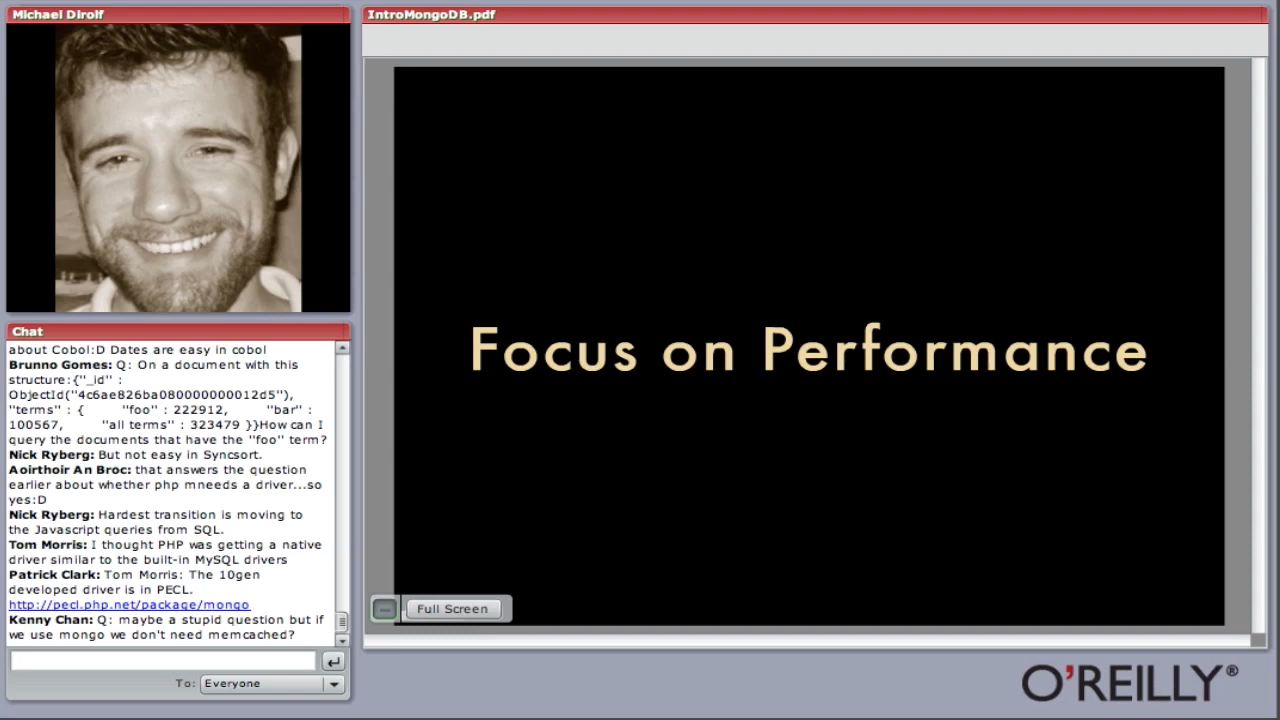 Michael Dirolf
IntroMongoDB.pdf
Focus on Performance
Chat
about Cobol:D Dates are easy in cobol
Brunno Gomes: Q: On a document with this
structure:{"_id" :
ObjectId("4c6ae826ba080000000012d5"),
"terms" : { "foo" : 222912, "bar" :
100567, "all terms" : 323479 }}How can I
query the documents that have the "foo" term?
Nick Ryberg: But not easy in Syncsort.
Aoirthoir An Broc: that answers the question
earlier about whether php mneeds a driver...so
yes:D
Nick Ryberg: Hardest transition is moving to
the Javascript queries from SQL.
Tom Morris: I thought PHP was getting a native
driver similar to the built-in MySQL drivers
Patrick Clark: Tom Morris: The 10gen
developed driver is in PECL.
http://pecl.php.net/package/mongo
Kenny Chan: Q: maybe a stupid question but if
we use mongo we don't need memcached?
To: Everyone
Full Screen
O'REILLY®